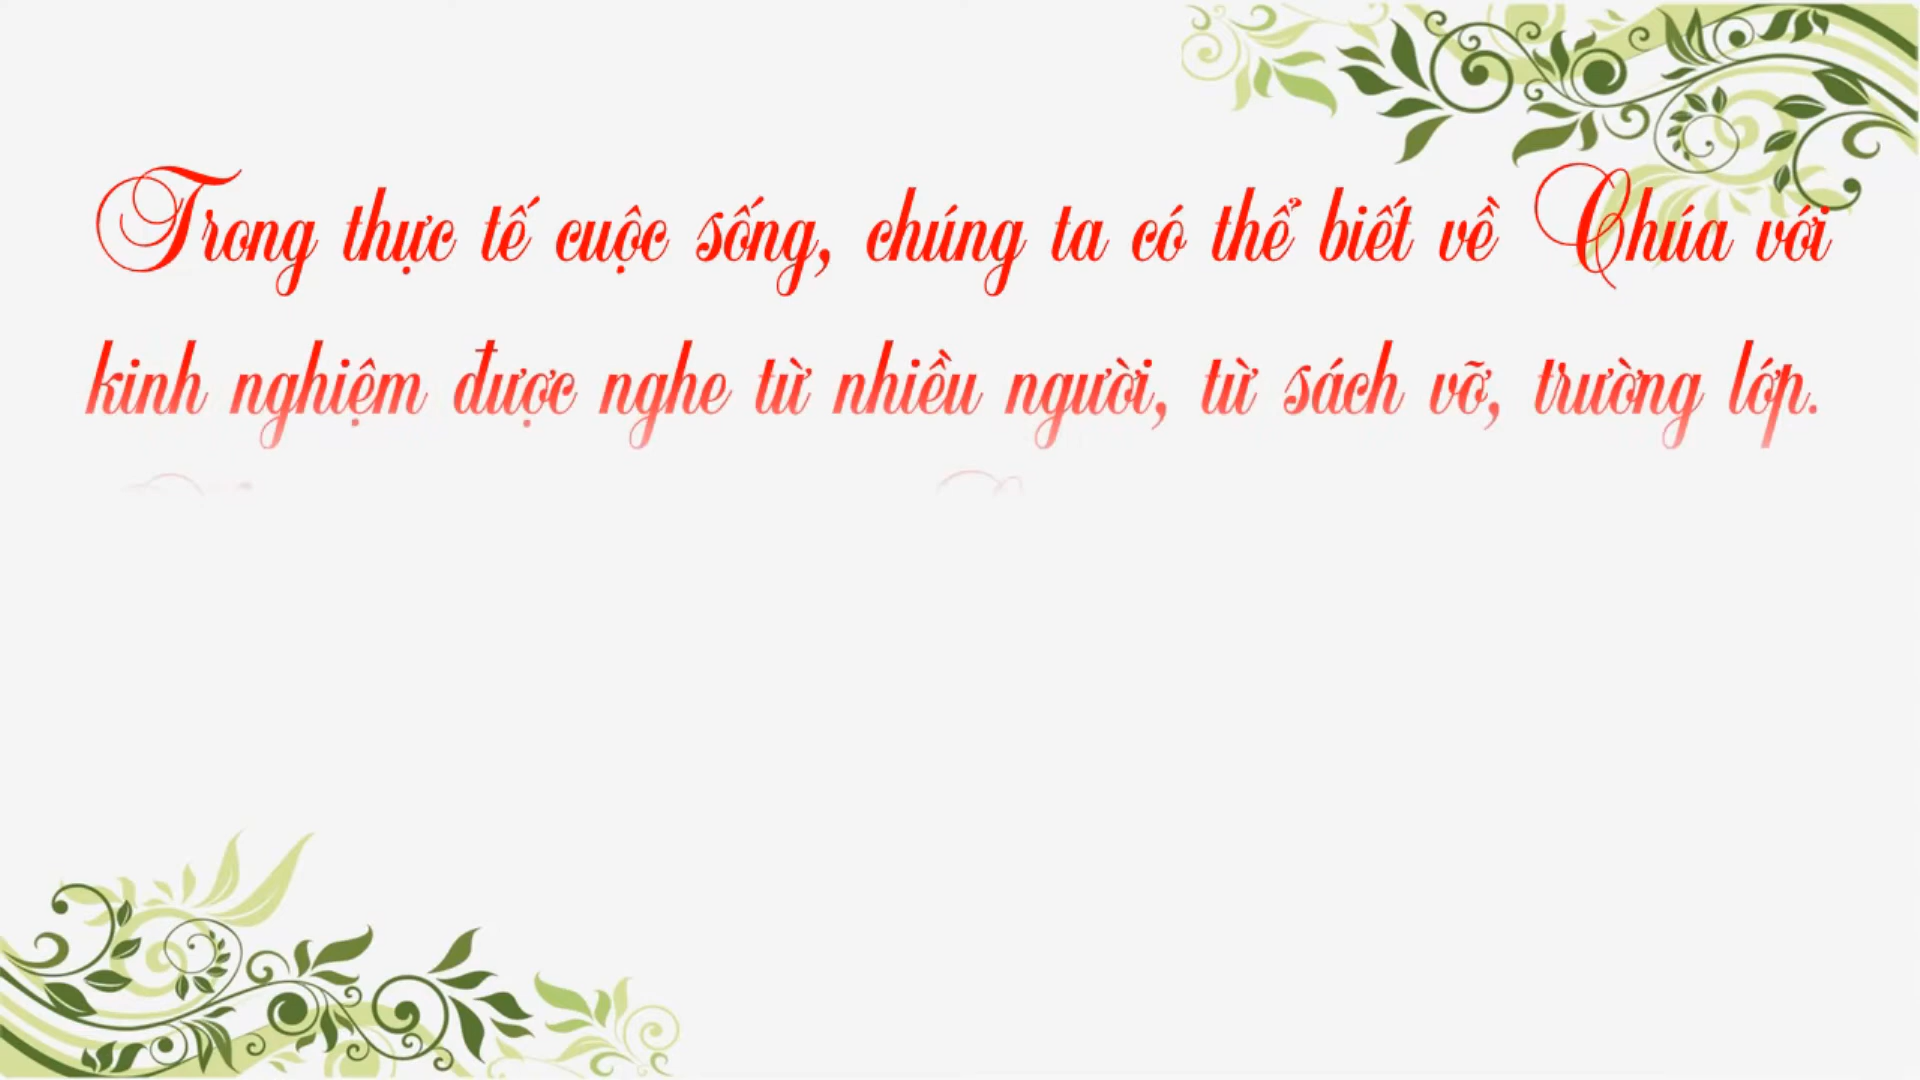 Trong thực tế cuộc sống, chúng ta có thể biết về Chúa với
kinh nghiệm được nghe từ nhiều người, từ sách vỡ, trường lớp.